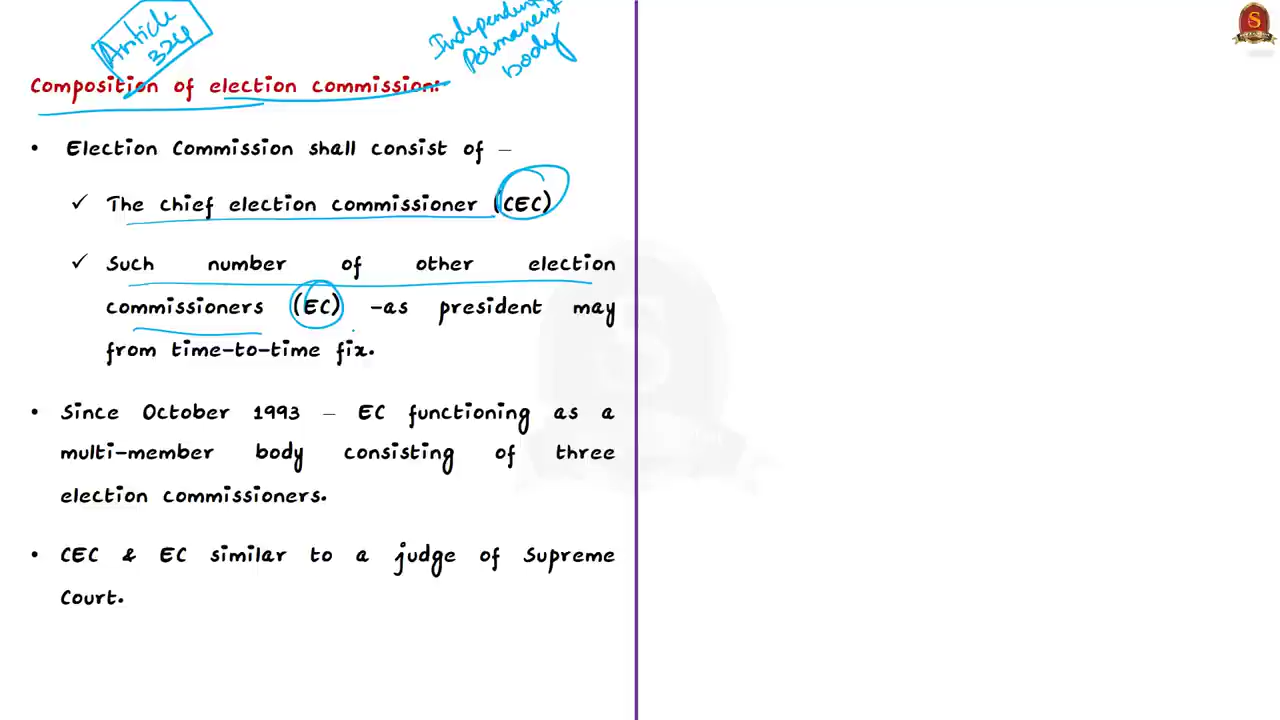 Article
324
Independent
Permanent
body
Composition of election commission:
• Election Commission shall consist of –
✓ The chief election commissioner (CEC)
✓ Such number of other election
commissioners (EC) -as president may
from time-to-time fix.
• Since October 1993 – EC functioning as a
multi-member body consisting of three
election commissioners.
• CEC & EC similar to a judge of Supreme
Court.
S